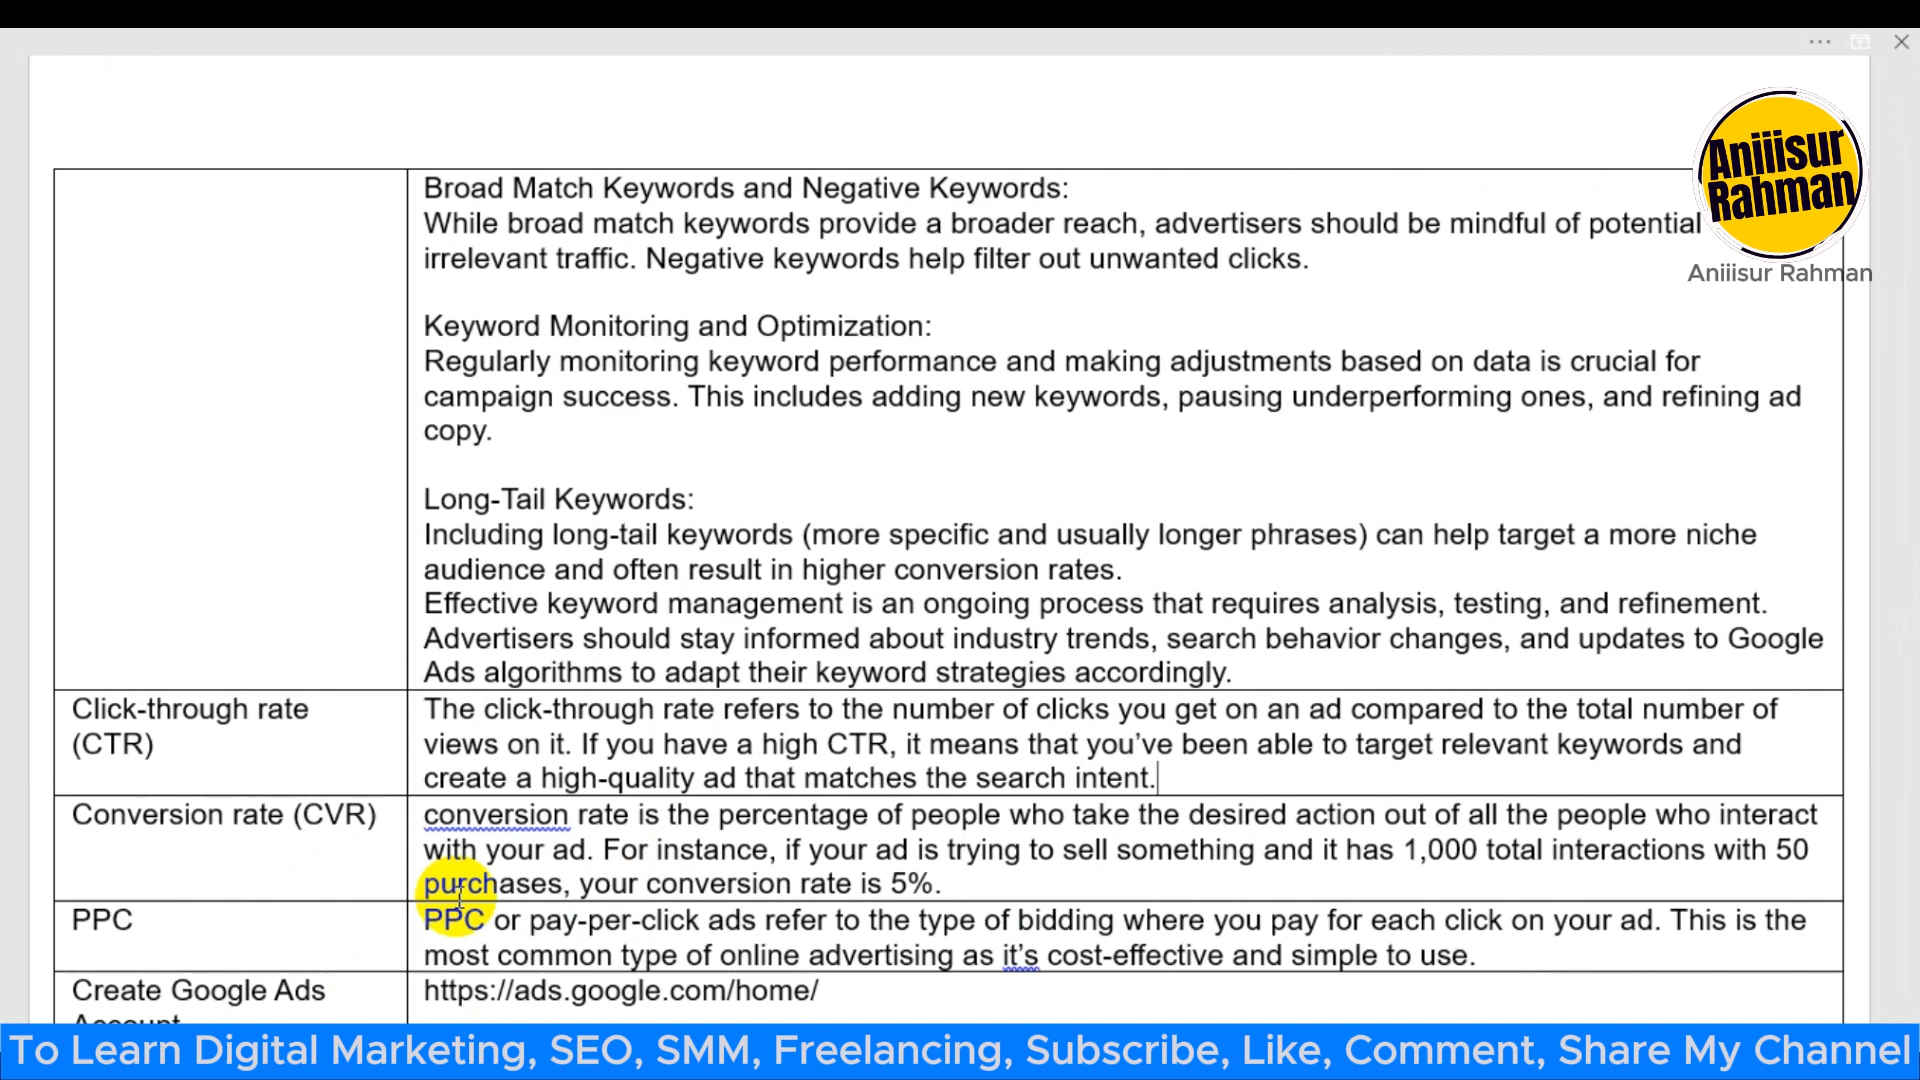 Aniiisur
Rahman
Aniiisur Rahman
Broad Match Keywords and Negative Keywords:
While broad match keywords provide a broader reach, advertisers should be mindful of potential
irrelevant traffic. Negative keywords help filter out unwanted clicks.
Keyword Monitoring and Optimization:
Regularly monitoring keyword performance and making adjustments based on data is crucial for
campaign success. This includes adding new keywords, pausing underperforming ones, and refining ad
copy.
Long-Tail Keywords:
Including long-tail keywords (more specific and usually longer phrases) can help target a more niche
audience and often result in higher conversion rates.
Effective keyword management is an ongoing process that requires analysis, testing, and refinement.
Advertisers should stay informed about industry trends, search behavior changes, and updates to Google
Ads algorithms to adapt their keyword strategies accordingly.
Click-through rate
(CTR)
The click-through rate refers to the number of clicks you get on an ad compared to the total number of
views on it. If you have a high CTR, it means that you’ve been able to target relevant keywords and
create a high-quality ad that matches the search intent.
Conversion rate (CVR)
conversion rate is the percentage of people who take the desired action out of all the people who interact
with your ad. For instance, if your ad is trying to sell something and it has 1,000 total interactions with 50
purchases, your conversion rate is 5%.
PPC
PPC or pay-per-click ads refer to the type of bidding where you pay for each click on your ad. This is the
most common type of online advertising as it’s cost-effective and simple to use.
Create Google Ads
Account
https://ads.google.com/home/
To Learn Digital Marketing, SEO, SMM, Freelancing, Subscribe, Like, Comment, Share My Channel